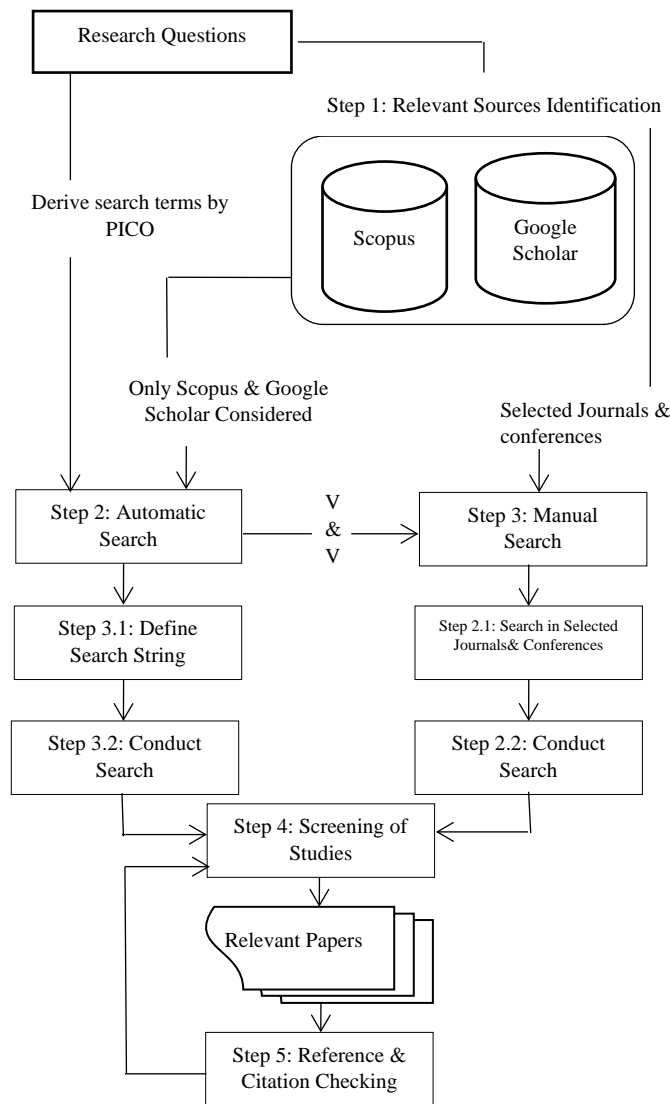 Research Questions
Step 1: Relevant Sources Identification
Derive search terms by
PICO
Scopus
Google
Scholar
Only Scopus & Google
Scholar Considered
Selected Journals &
conferences
Step 2: Automatic
Search
V
&
V
Step 3: Manual
Search
Step 3.1: Define
Search String
Step 2.1: Search in Selected
Journals& Conferences
Step 3.2: Conduct
Search
Step 2.2: Conduct
Search
Step 4: Screening of
Studies
Relevant Papers
Step 5: Reference &
Citation Checking